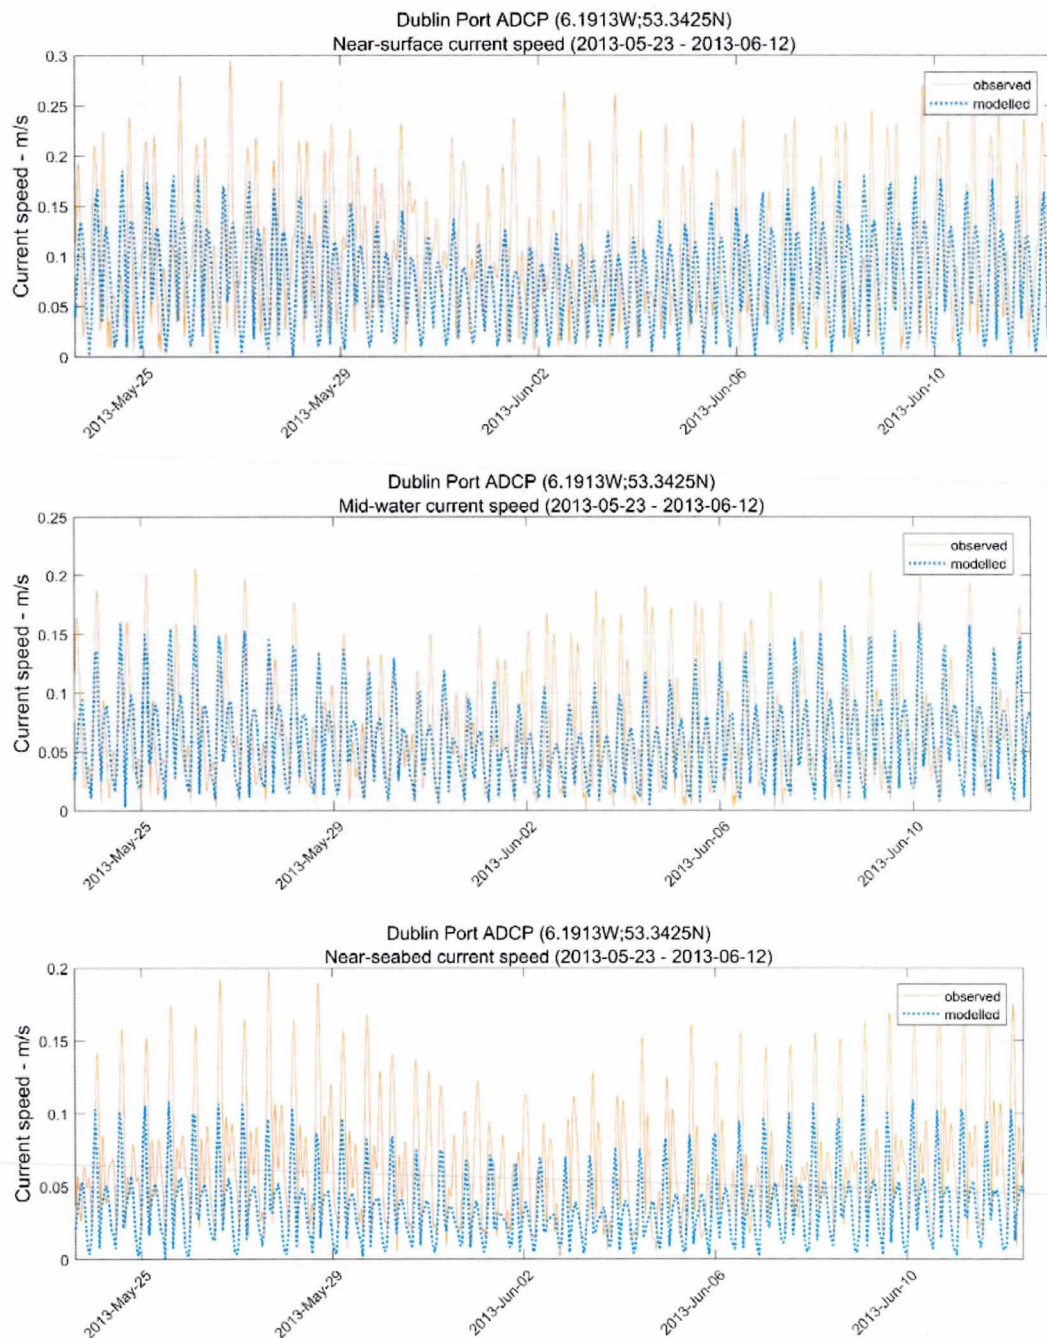 Dublin Port ADCP (6.1913W;53.3425N)
Near-surface current speed (2013-05-23 - 2013-06-12)
Current speed - m/s
0.3
0.25
0.2
0.15
0.1
0.05
0
observed
modelled
2013-May-25
2013-May-29
2013-Jun-02
2013-Jun-06
2013-Jun-10
Dublin Port ADCP (6.1913W;53.3425N)
Mid-water current speed (2013-05-23 - 2013-06-12)
Current speed - m/s
0.25
0.2
0.15
0.1
0.05
0
observed
modelled
2013-May-25
2013-May-29
2013-Jun-02
2013-Jun-06
2013-Jun-10
Dublin Port ADCP (6.1913W;53.3425N)
Near-seabed current speed (2013-05-23 - 2013-06-12)
Current speed - m/s
0.2
0.15
0.1
0.05
0
observed
modelled
2013-May-25
2013-May-29
2013-Jun-02
2013-Jun-06
2013-Jun-10